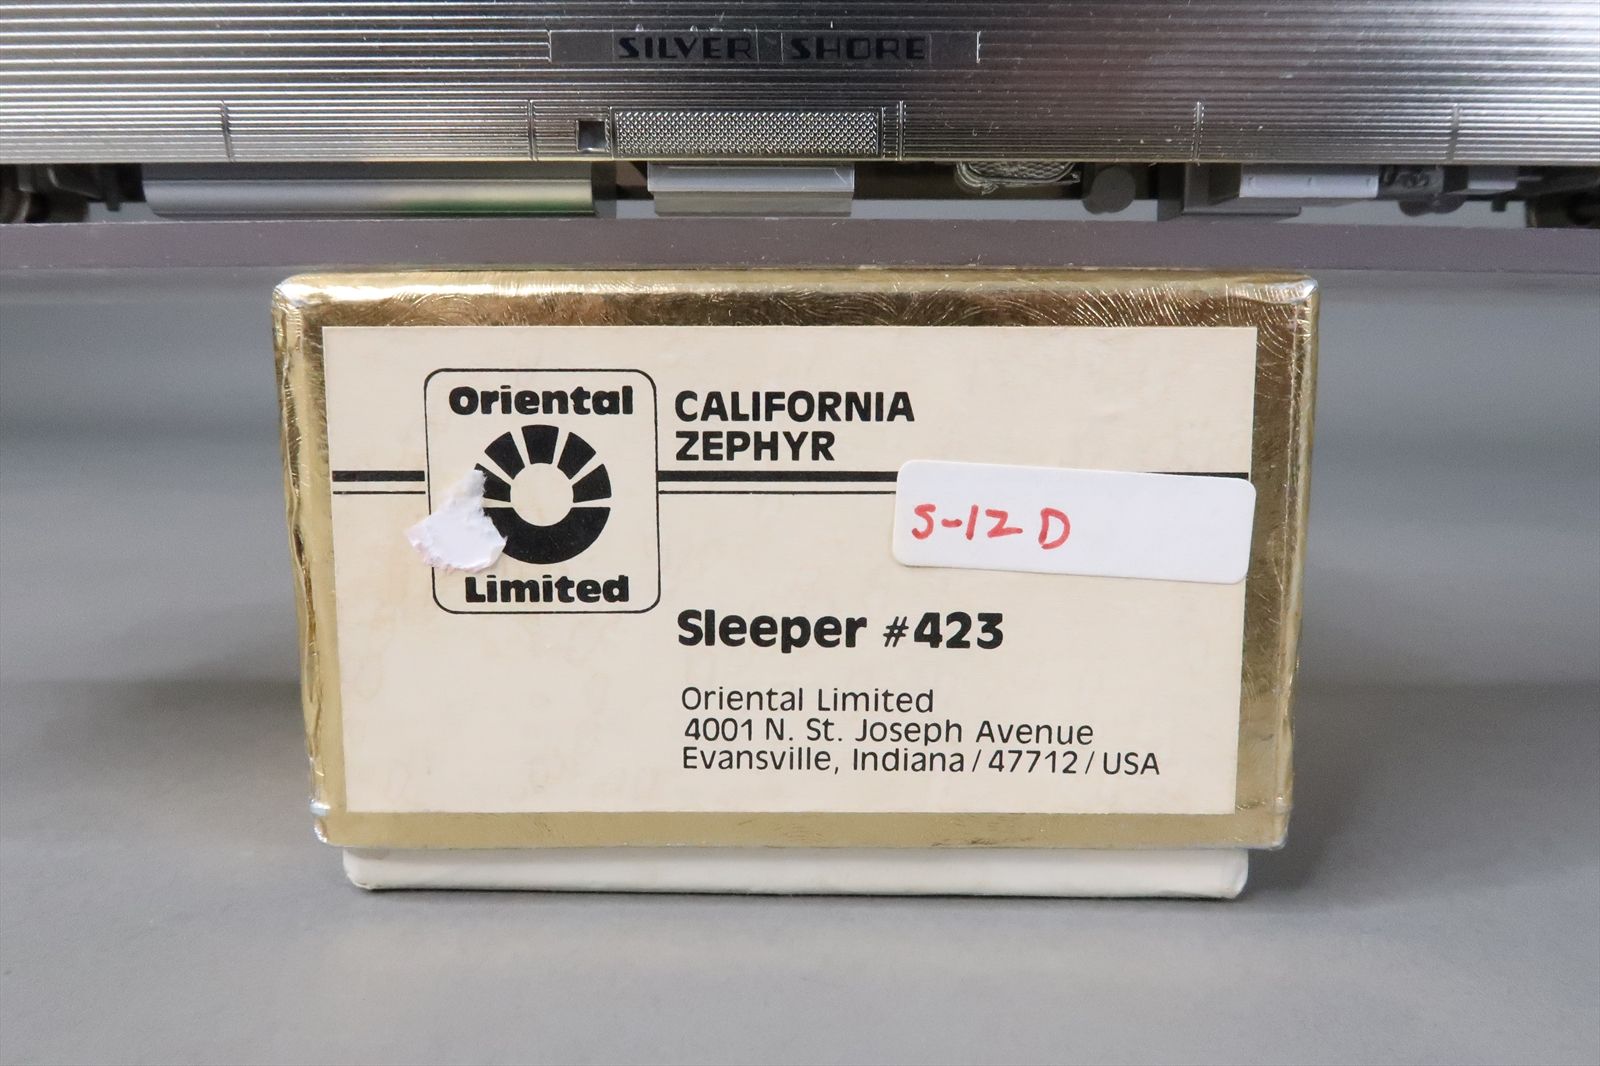 SILVER SHORE
Oriental
Limited
CALIFORNIA
ZEPHYR
S-12 D
Sleeper #423
Oriental Limited
4001 N. St. Joseph Avenue
Evansville, Indiana / 47712 / USA